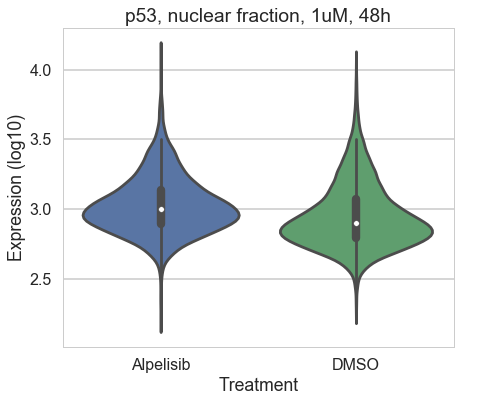 p53, nuclear fraction, 1uM, 48h
4.0
3.5
3.0
2.5
Expression (log10)
Alpelisib DMSO
Treatment